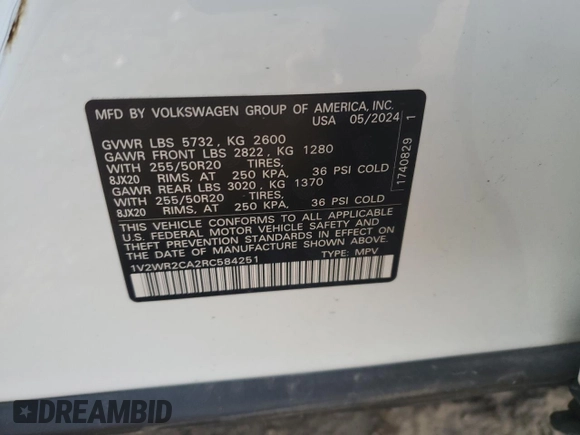 MFD BY VOLKSWAGEN GROUP OF AMERICA, INC.
USA 05/2024
GVWR LBS 5732, KG 2600
GAWR FRONT LBS 2822, KG 1280
WITH 255/50R20 TIRES,
8JX20 RIMS, AT 250 KPA, 36 PSI COLD
GAWR REAR LBS 3020, KG 1370
WITH 255/50R20 TIRES,
8JX20 RIMS, AT 250 KPA, 36 PSI COLD
THIS VEHICLE CONFORMS TO ALL APPLICABLE
U.S. FEDERAL MOTOR VEHICLE SAFETY AND
THEFT PREVENTION STANDARDS IN EFFECT ON
THE DATE OF MANUFACTURE SHOWN ABOVE.
1V2WR2CA2RC584251 TYPE: MPV
1740829 1
DREAMBID